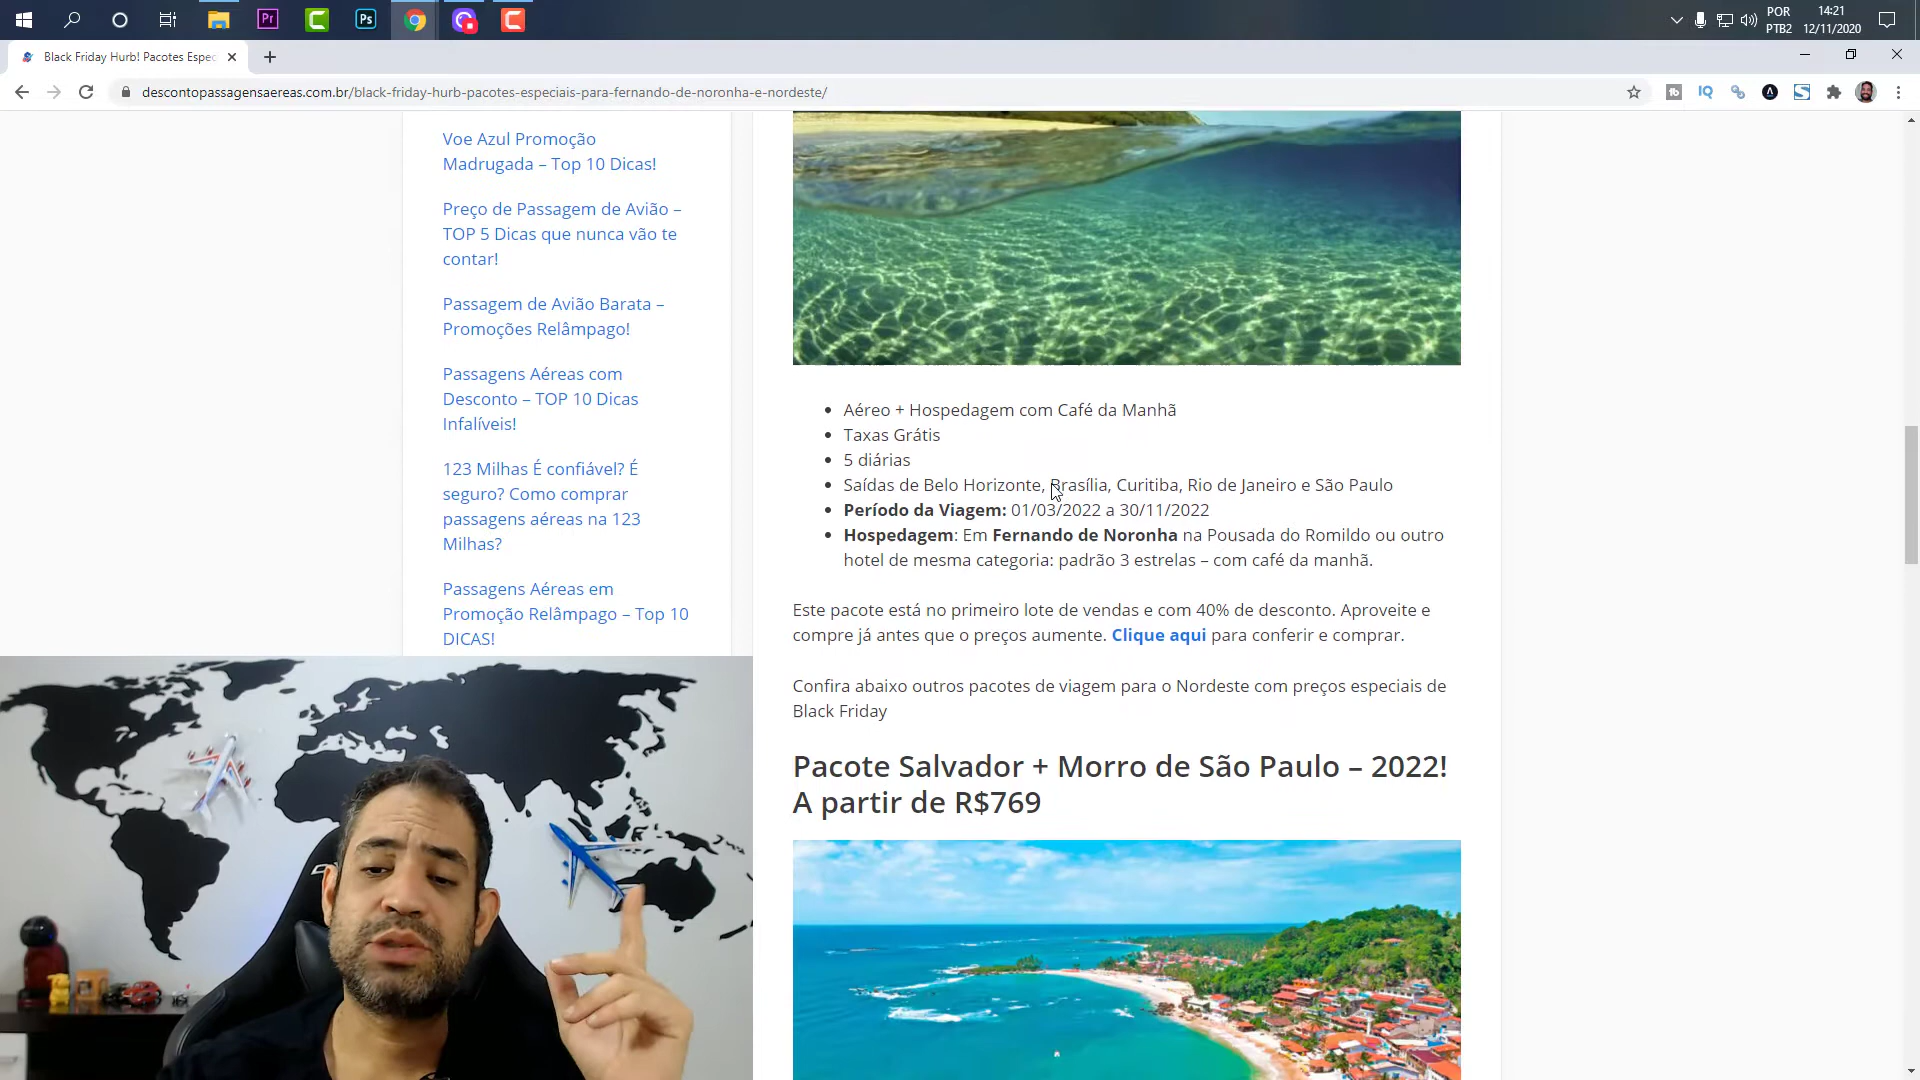 Pr
Ps
POR
PTB2
14:21
12/11/2020
Black Friday Hurb! Pacotes Espec
descontopassagensaereas.com.br/black-friday-hurb-pacotes-especiais-para-fernando-de-noronha-e-nordeste/
IQ
Voe Azul Promoção
Madrugada – Top 10 Dicas!
Preço de Passagem de Avião –
TOP 5 Dicas que nunca vão te
contar!
Passagem de Avião Barata –
Promoções Relâmpago!
Passagens Aéreas com
Desconto – TOP 10 Dicas
Infalíveis!
123 Milhas É confiável? É
seguro? Como comprar
passagens aéreas na 123
Milhas?
Passagens Aéreas em
Promoção Relâmpago – Top 10
DICAS!
Aéreo + Hospedagem com Café da Manhã
Taxas Grátis
5 diárias
Saídas de Belo Horizonte, Brasília, Curitiba, Rio de Janeiro e São Paulo
Período da Viagem: 01/03/2022 a 30/11/2022
Hospedagem: Em Fernando de Noronha na Pousada do Romildo ou outro
hotel de mesma categoria: padrão 3 estrelas – com café da manhã.
Este pacote está no primeiro lote de vendas e com 40% de desconto. Aproveite e
compre já antes que o preços aumente. Clique aqui para conferir e comprar.
Confira abaixo outros pacotes de viagem para o Nordeste com preços especiais de
Black Friday
Pacote Salvador + Morro de São Paulo – 2022!
A partir de R$769